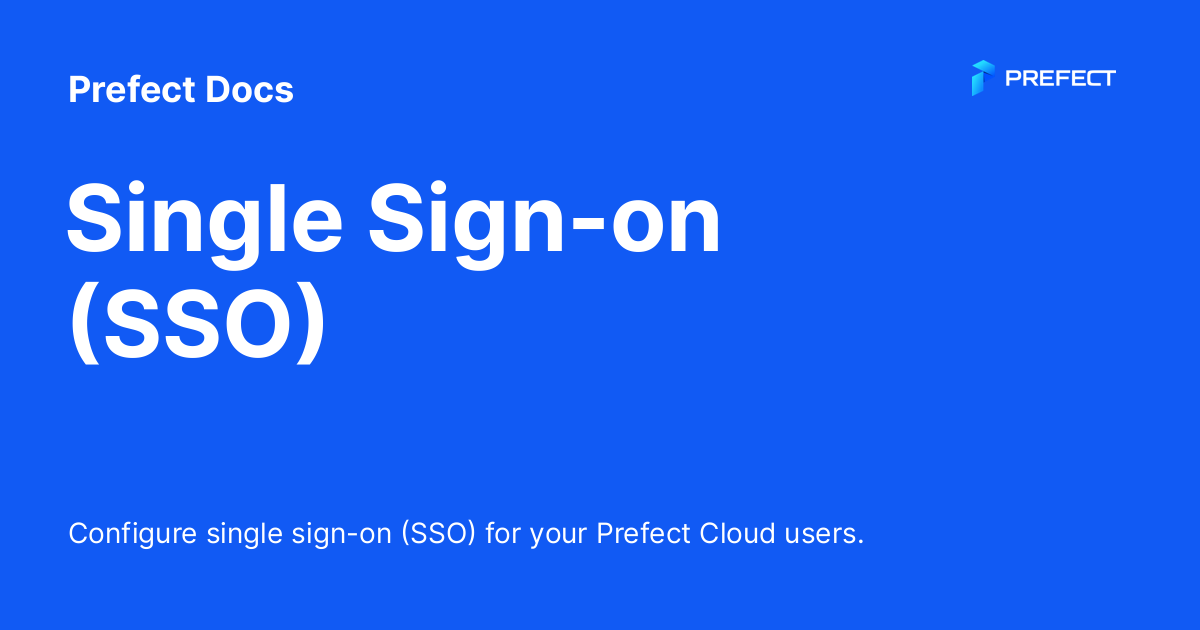 Prefect Docs
PREFECT
Single Sign-on
(SSO)
Configure single sign-on (SSO) for your Prefect Cloud users.